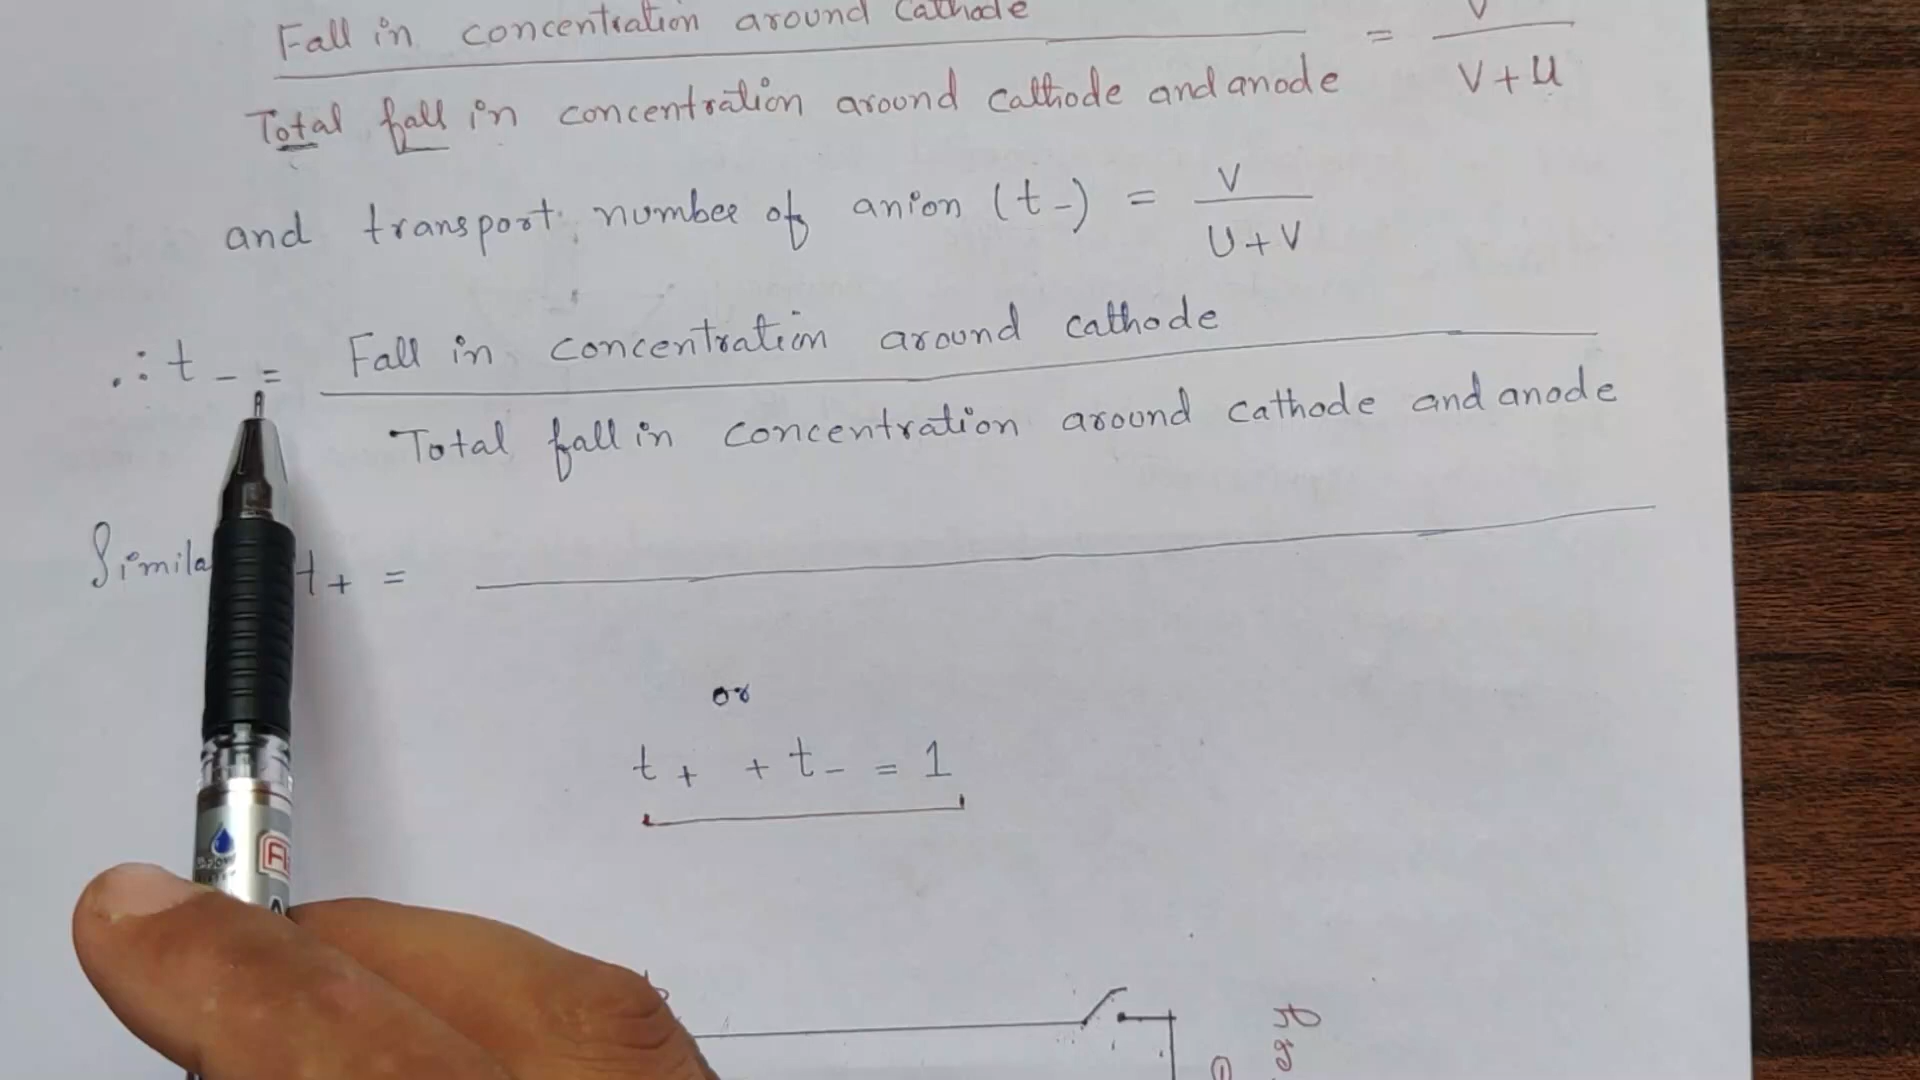 Fall in concentration around cathode = V
Total fall in concentration around cathode and anode V + U
and transport number of anion (t-) = V
U + V
∴ t- = Fall in concentration around cathode
Total fall in concentration around cathode and anode
t+ =
or
t+ + t- = 1